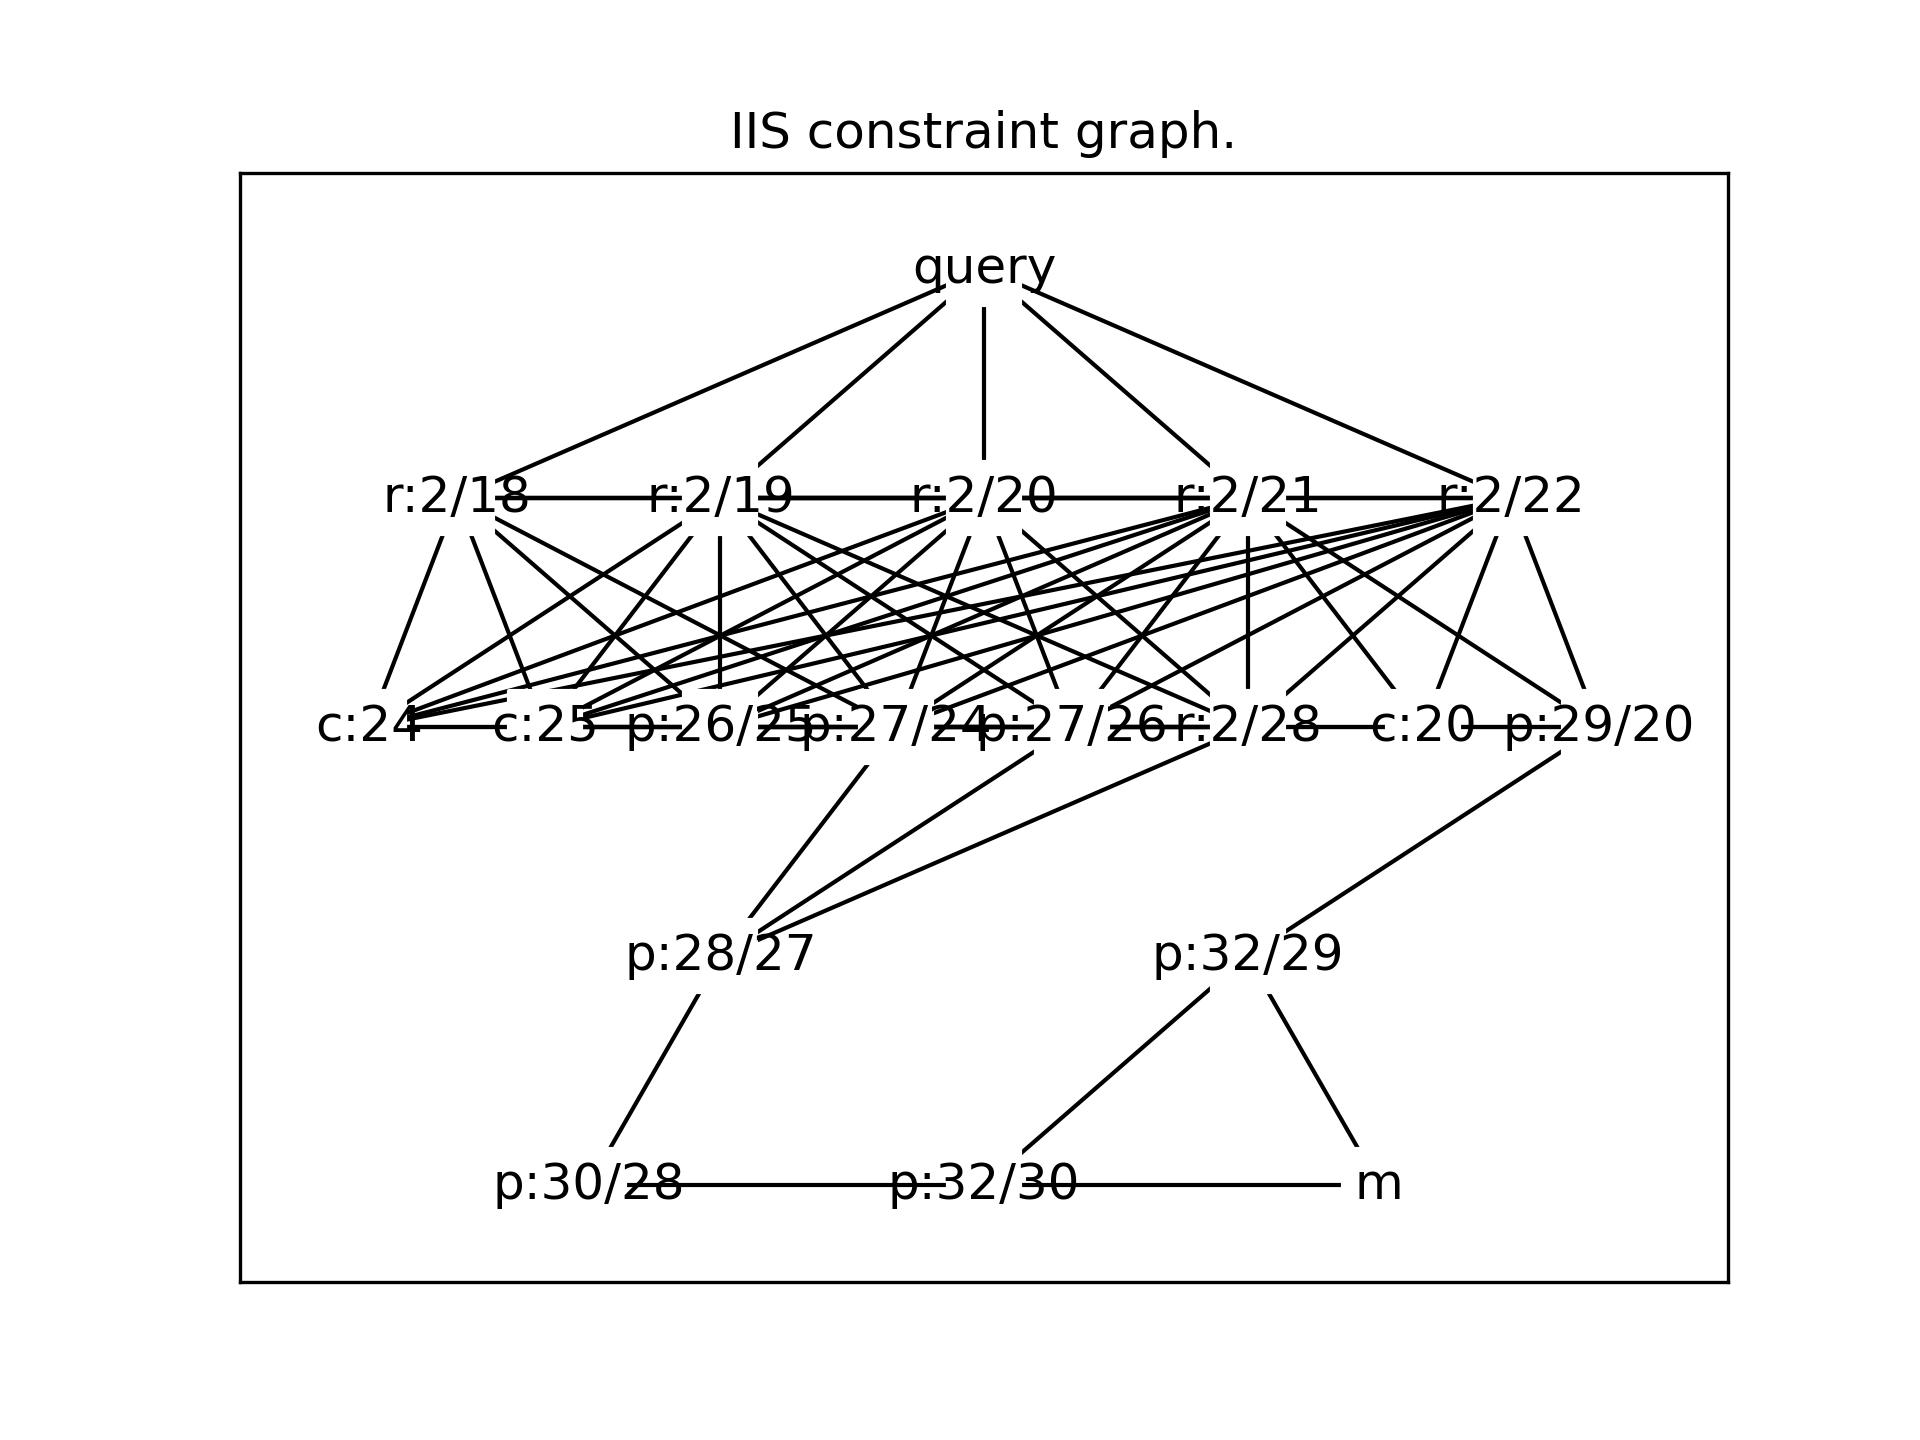 IIS constraint graph.
query
r:2/18 r:2/19 r:2/20 r:2/21 r:2/22
c:24 c:25 p:26/25 p:27/24 p:27/26 r:2/28 c:20 p:29/20
p:28/27 p:32/29
p:30/28 p:32/30 m